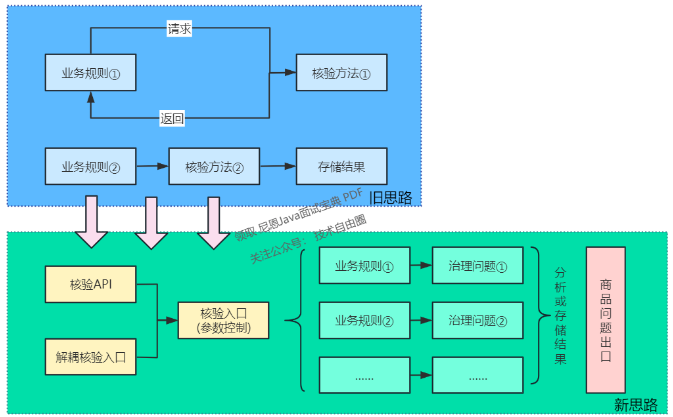 请求
业务规则①
核验方法①
返回
业务规则②
核验方法②
存储结果
旧思路
领取 尼恩Java面试宝典 PDF
关注公众号： 技术自由圈
核验API
解耦核验入口
核验入口
(参数控制)
业务规则①
治理问题①
业务规则②
治理问题②
......
......
分析或存储结果
商品问题出口
新思路